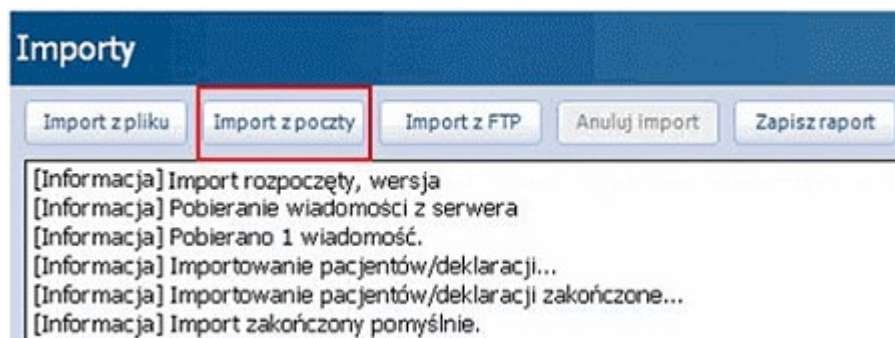 Importy
Import z pliku Import z poczty Import z FTP Anuluj import Zapisz raport
[Informacja] Import rozpoczęty, wersja
[Informacja] Pobieranie wiadomości z serwera
[Informacja] Pobierano 1 wiadomość.
[Informacja] Importowanie pacjentów/deklaracji...
[Informacja] Importowanie pacjentów/deklaracji zakończone...
[Informacja] Import zakończony pomyślnie.